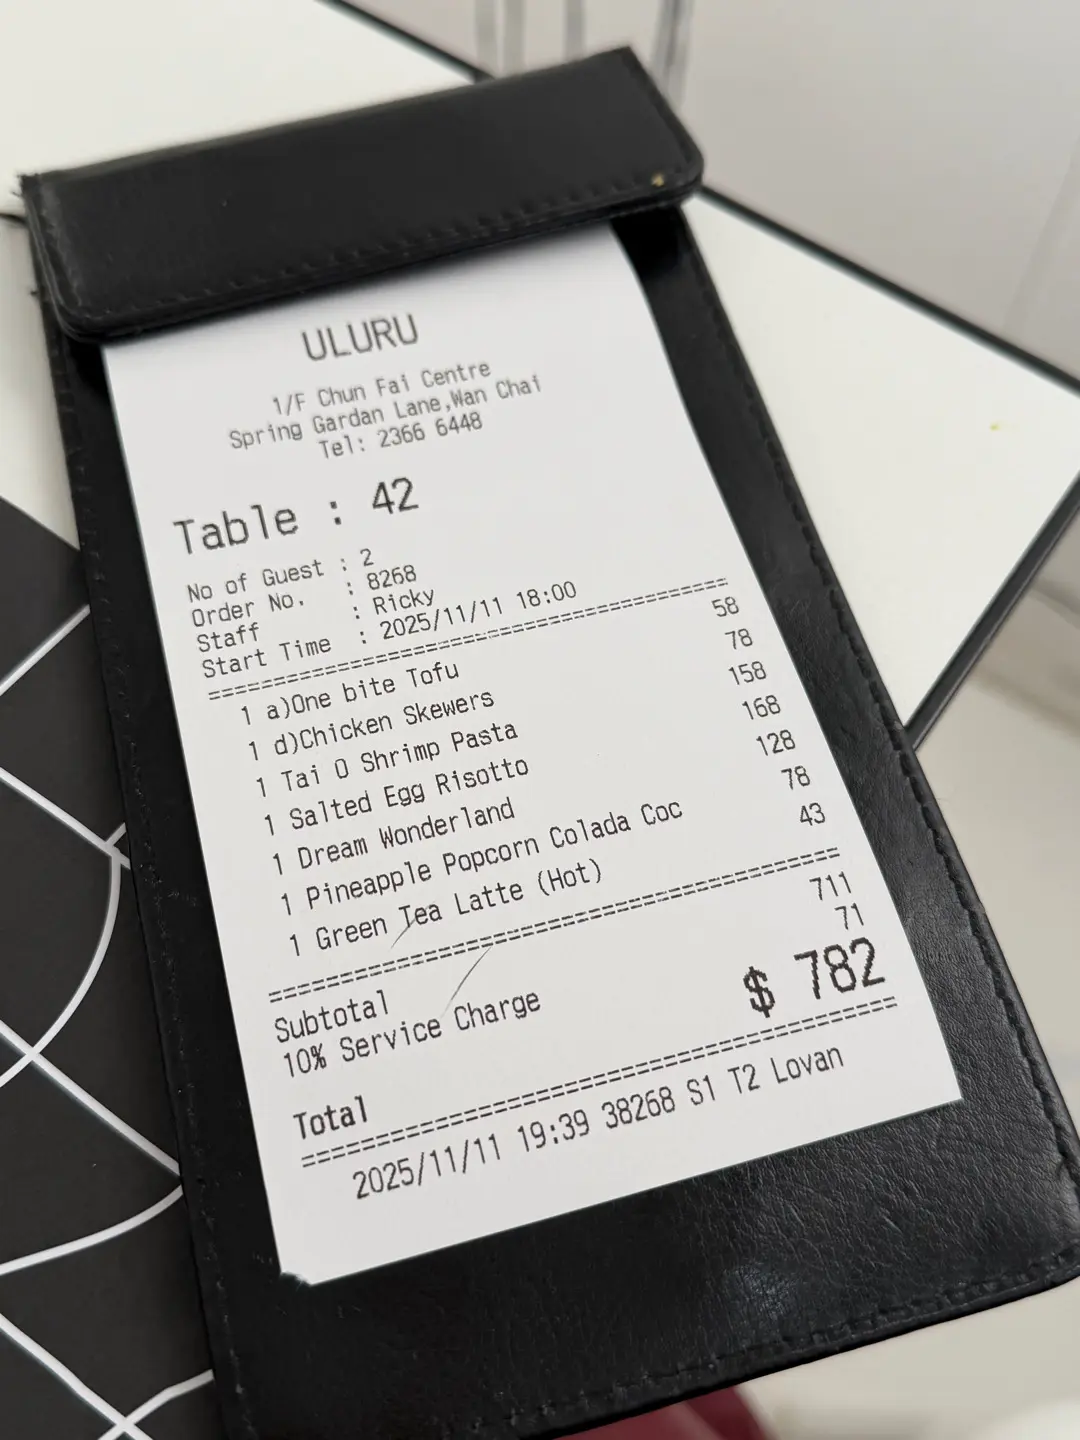 ULURU
1/F Chun Fai Centre
Spring Gardan Lane,Wan Chai
Tel: 2366 6448
Table : 42
No of Guest : 2
Order No. : 8268
Staff : Ricky
Start Time : 2025/11/11 18:00
================================================
1 a)One bite Tofu 58
1 d)Chicken Skewers 78
1 Tai O Shrimp Pasta 158
1 Salted Egg Risotto 168
1 Dream Wonderland 128
1 Pineapple Popcorn Colada Coc 78
1 Green Tea Latte (Hot) 43
================================================
Subtotal 711
10% Service Charge 71
Total $ 782
================================================
2025/11/11 19:39 38268 S1 T2 Lovan